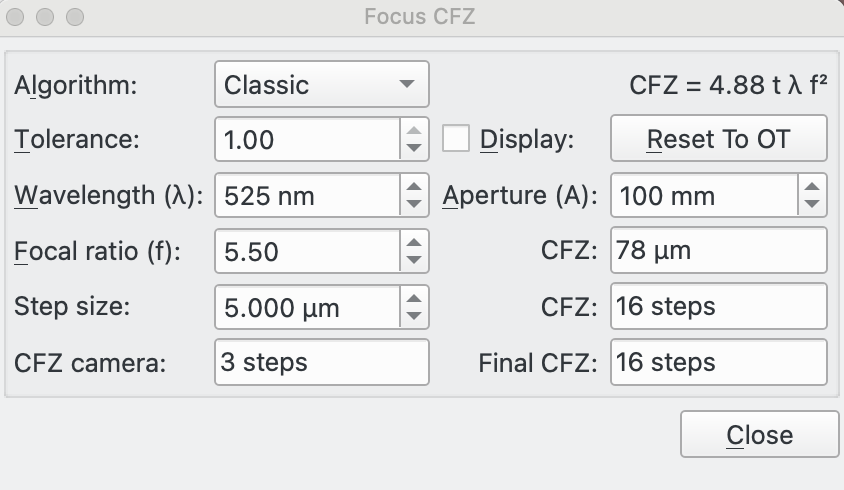 Focus CFZ
Algorithm: Classic CFZ = 4.88 t λ f²
Tolerance: 1.00 Display: Reset To OT
Wavelength (λ): 525 nm Aperture (A): 100 mm
Focal ratio (f): 5.50 CFZ: 78 µm
Step size: 5.000 µm CFZ: 16 steps
CFZ camera: 3 steps Final CFZ: 16 steps
Close